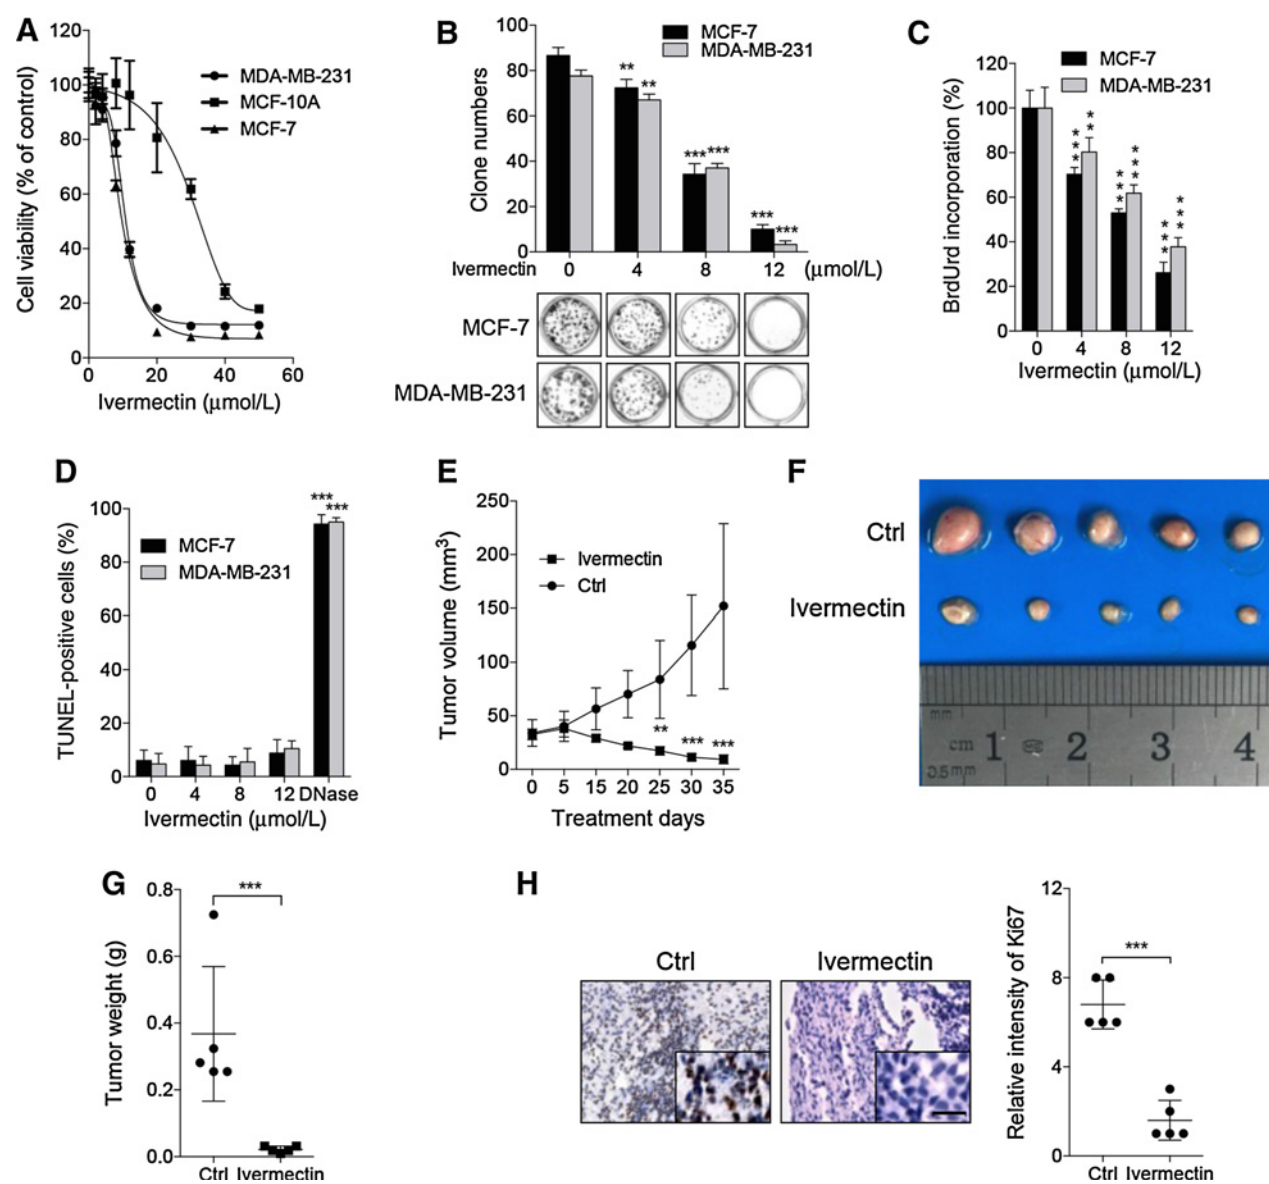 A
120
100
80
60
40
20
0
Cell viability (% of control)
MDA-MB-231
MCF-10A
MCF-7
0 20 40 60
Ivermectin (μmol/L)
B
100
80
60
40
20
0
Clone numbers
MCF-7
MDA-MB-231
** **
*** ***
*** ***
Ivermectin 0 4 8 12 (μmol/L)
MCF-7
MDA-MB-231
C
120
100
80
60
40
20
0
BrdUrd incorporation (%)
MCF-7
MDA-MB-231
*** **
*** ***
*** ***
0 4 8 12
Ivermectin (μmol/L)
D
100
80
60
40
20
0
TUNEL-positive cells (%)
MCF-7
MDA-MB-231
*** ***
0 4 8 12 DNase
Ivermectin (μmol/L)
E
250
200
150
100
50
0
Tumor volume (mm³)
Ivermectin
Ctrl
** *** ***
0 5 15 20 25 30 35
Treatment days
F
Ctrl
Ivermectin
mm
cm 1 2 3 4
0.5mm
G
0.8
0.6
0.4
0.2
0.0
Tumor weight (g)
***
Ctrl Ivermectin
H
Ctrl Ivermectin
12
8
4
0
Relative intensity of Ki67
***
Ctrl Ivermectin